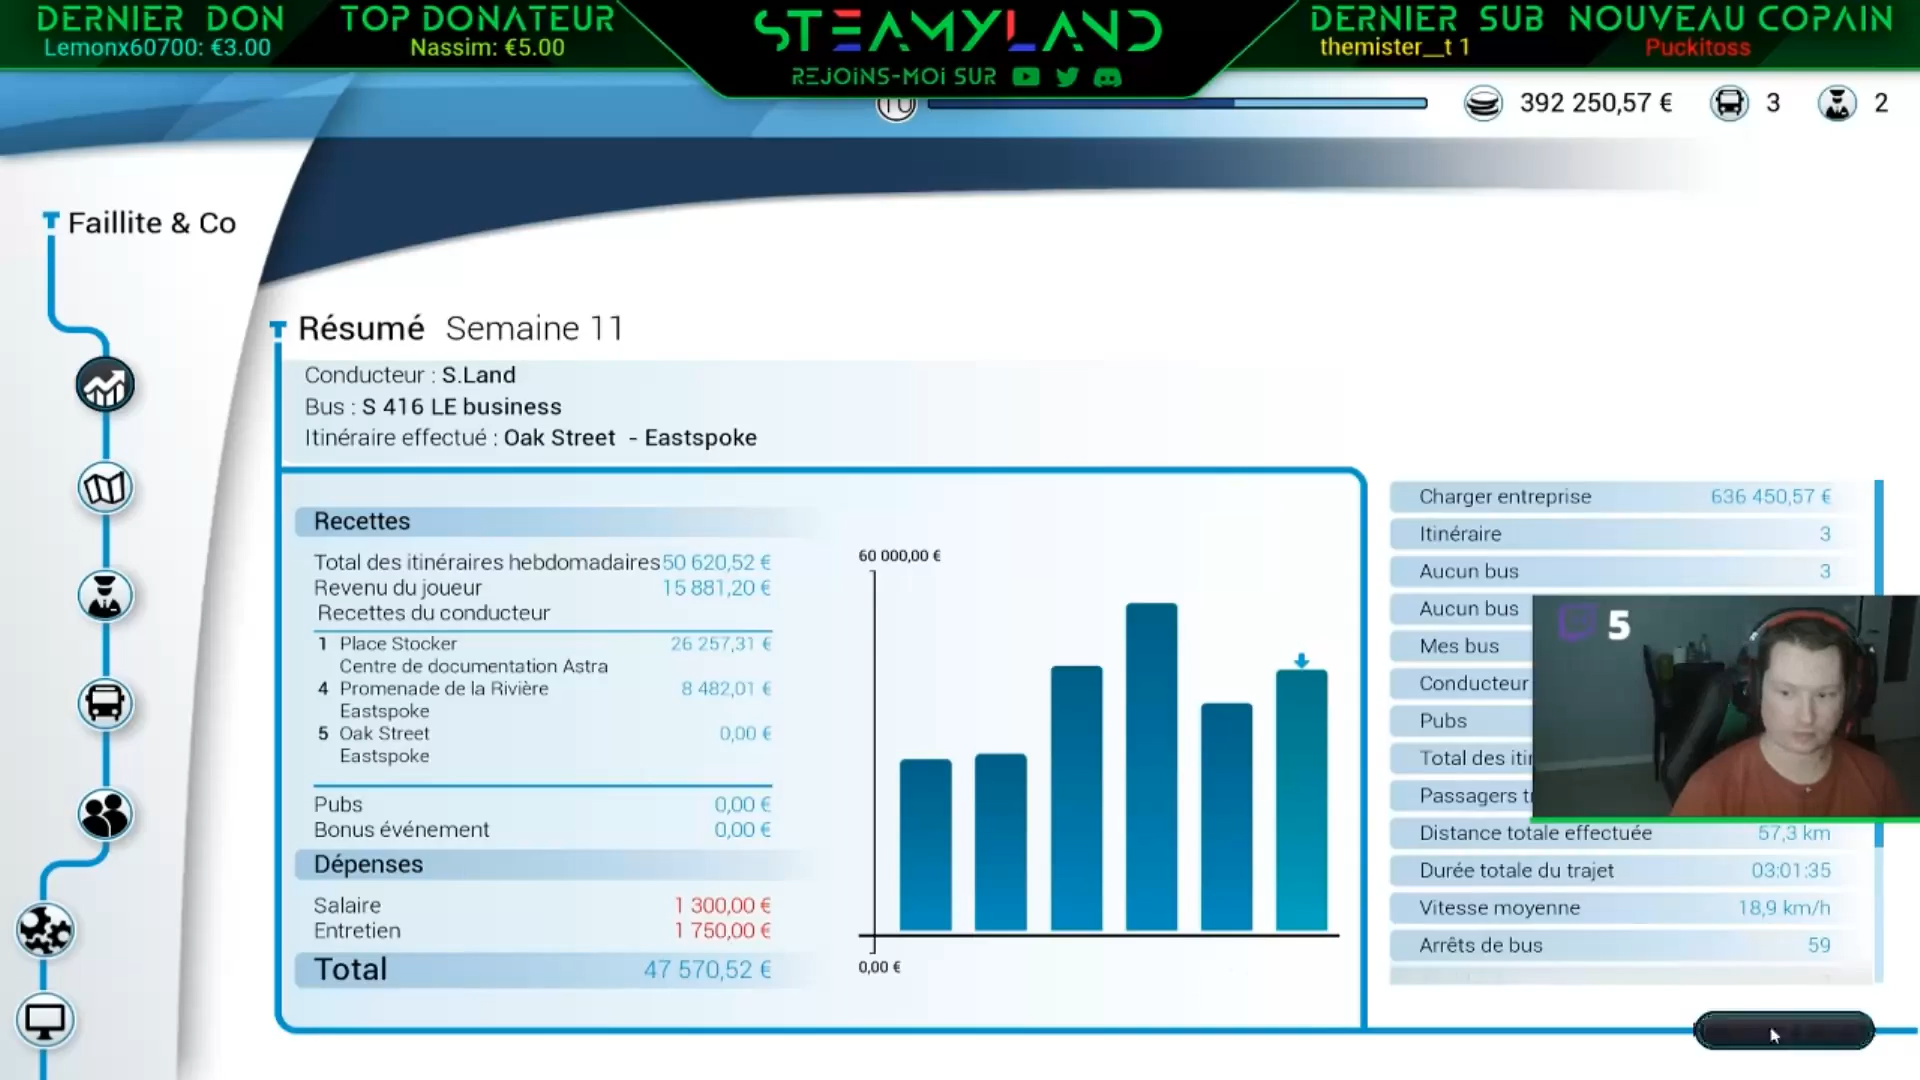 DERNIER DON
Lemonx60700: €3.00
TOP DONATEUR
Nassim: €5.00
STEAMYLAND
REJOINS-MOI SUR
DERNIER SUB
themister__t 1
NOUVEAU COPAIN
Puckitoss
392 250,57 €
3
2
Faillite & Co
Résumé Semaine 11
Conducteur : S.Land
Bus : S 416 LE business
Itinéraire effectué : Oak Street - Eastspoke
Recettes
Total des itinéraires hebdomadaires 50 620,52 €
Revenu du joueur 15 881,20 €
Recettes du conducteur
1 Place Stocker 26 257,31 €
Centre de documentation Astra
4 Promenade de la Rivière 8 482,01 €
Eastspoke
5 Oak Street 0,00 €
Eastspoke
Pubs 0,00 €
Bonus événement 0,00 €
Dépenses
Salaire 1 300,00 €
Entretien 1 750,00 €
Total 47 570,52 €
60 000,00 €
0,00 €
Charger entreprise 636 450,57 €
Itinéraire 3
Aucun bus 3
Aucun bus
Mes bus
Conducteur
Pubs
Total des
Passagers
5
Distance totale effectuée 57,3 km
Durée totale du trajet 03:01:35
Vitesse moyenne 18,9 km/h
Arrêts de bus 59